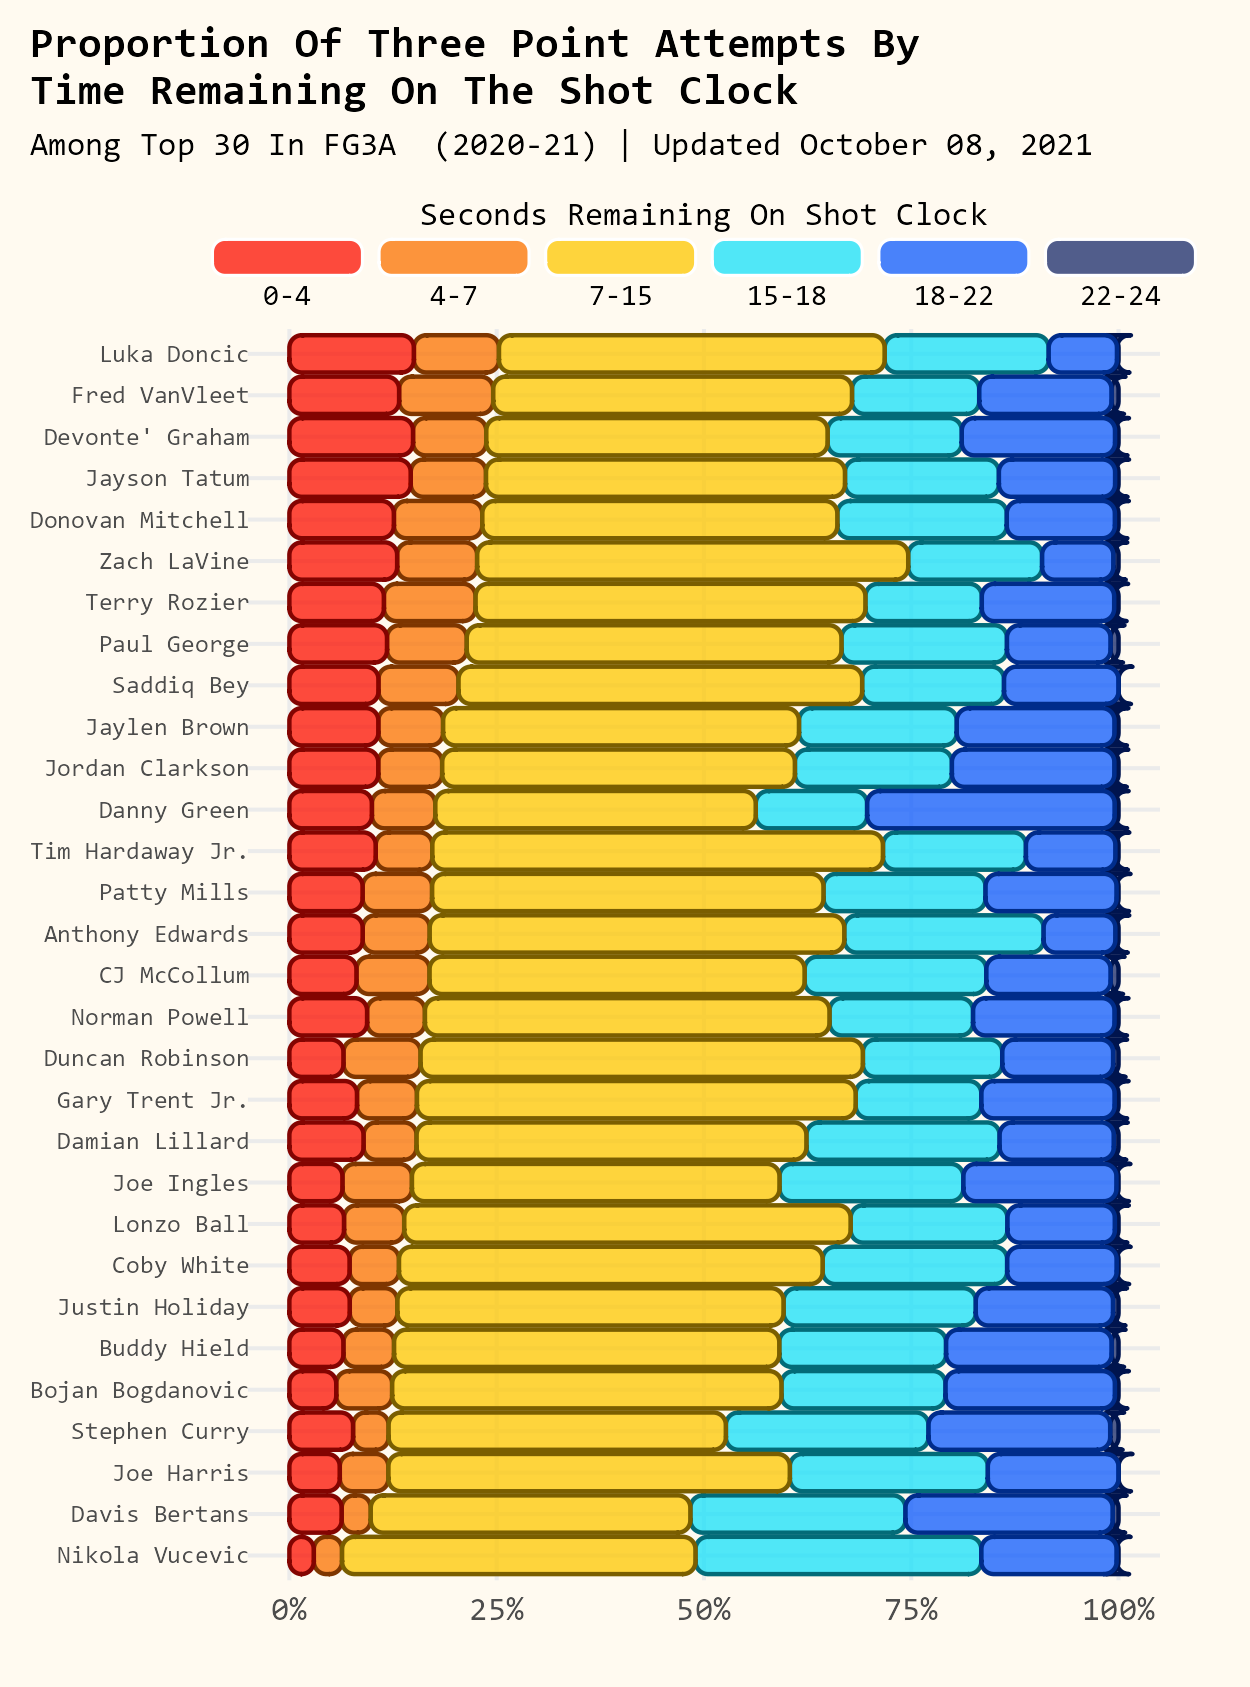 Proportion Of Three Point Attempts By
Time Remaining On The Shot Clock
Among Top 30 In FG3A  (2020-21) | Updated October 08, 2021
Seconds Remaining On Shot Clock
0-4 4-7 7-15 15-18 18-22 22-24
Luka Doncic
Fred VanVleet
Devonte' Graham
Jayson Tatum
Donovan Mitchell
Zach LaVine
Terry Rozier
Paul George
Saddiq Bey
Jaylen Brown
Jordan Clarkson
Danny Green
Tim Hardaway Jr.
Patty Mills
Anthony Edwards
CJ McCollum
Norman Powell
Duncan Robinson
Gary Trent Jr.
Damian Lillard
Joe Ingles
Lonzo Ball
Coby White
Justin Holiday
Buddy Hield
Bojan Bogdanovic
Stephen Curry
Joe Harris
Davis Bertans
Nikola Vucevic
0% 25% 50% 75% 100%